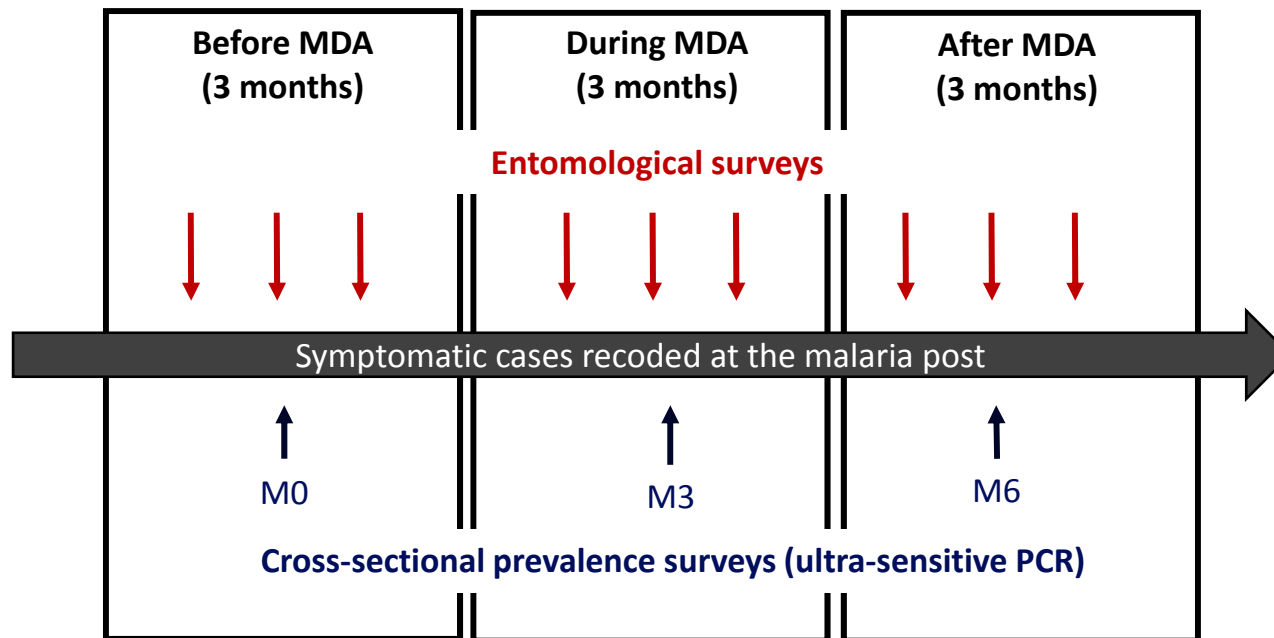 Before MDA
(3 months)
During MDA
(3 months)
After MDA
(3 months)
Entomological surveys
Symptomatic cases recoded at the malaria post
M0
M3
M6
Cross-sectional prevalence surveys (ultra-sensitive PCR)